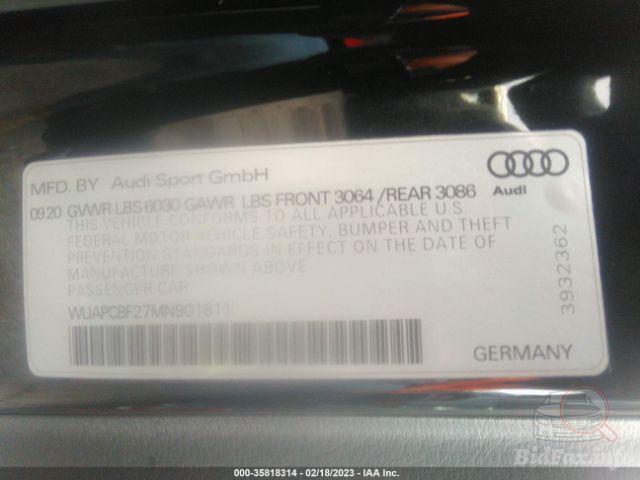 MFD. BY Audi Sport GmbH
Audi
0920 GVWR LBS 6030 GAWR LBS FRONT 3064 /REAR 3086
THIS VEHICLE CONFORMS TO ALL APPLICABLE U.S
FEDERAL MOTOR VEHICLE SAFETY, BUMPER AND THEFT
PREVENTION STANDARDS IN EFFECT ON THE DATE OF
MANUFACTURE SHOWN ABOVE
PASSENGER CAR
WUAPCBF27MN901811
3932362
GERMANY
BidFax.info
000-35818314 - 02/18/2023 - IAA Inc.